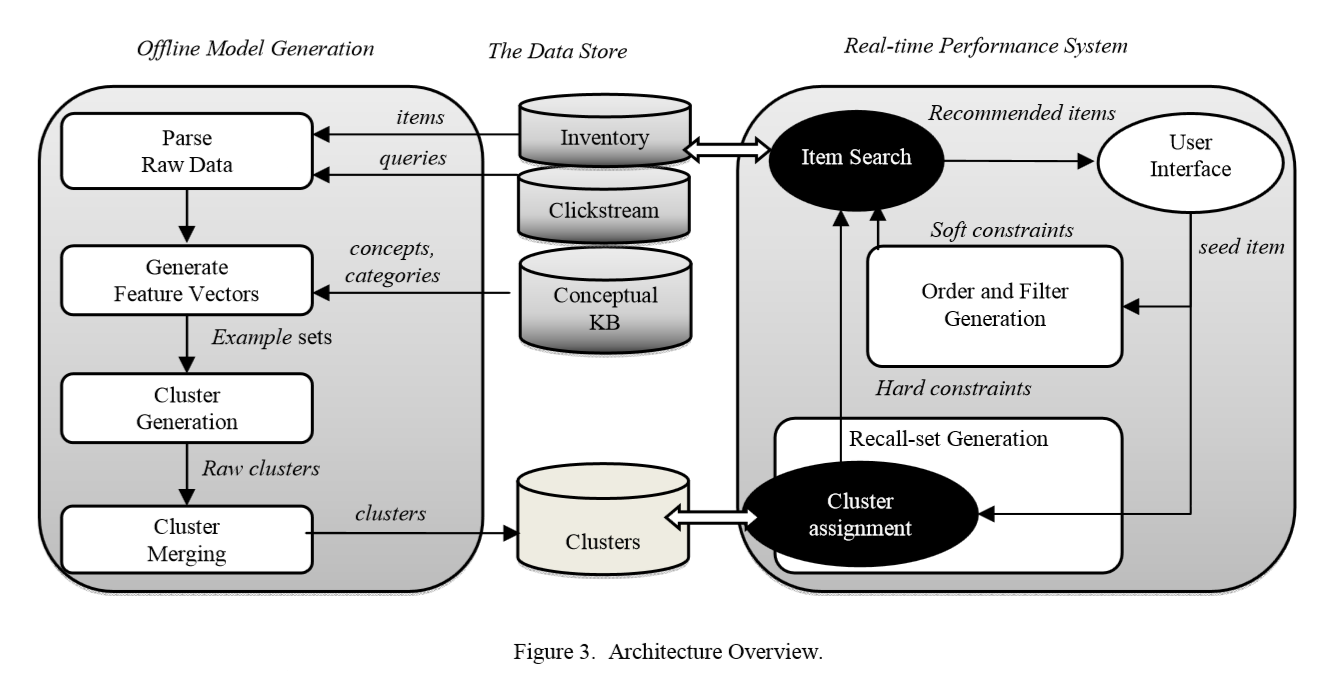 Offline Model Generation
The Data Store
Real-time Performance System
Parse
Raw Data
items
queries
Inventory
Clickstream
Item Search
Recommended items
User
Interface
Generate
Feature Vectors
concepts,
categories
Conceptual
KB
Soft constraints
seed item
Order and Filter
Generation
Example sets
Cluster
Generation
Hard constraints
Raw clusters
Recall-set Generation
Cluster
Merging
clusters
Clusters
Cluster
assignment
Figure 3.  Architecture Overview.